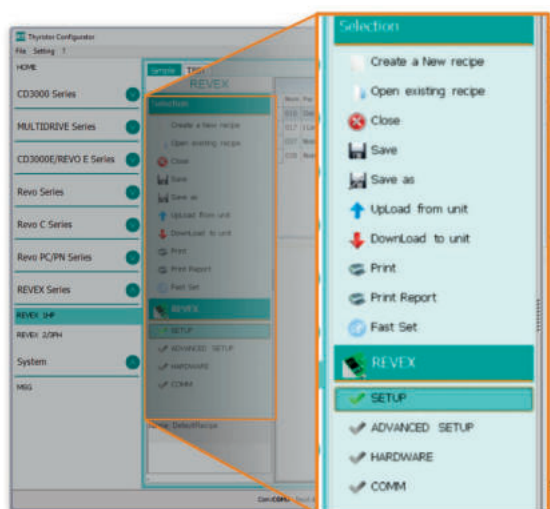 Thyristor Configurator
File Setting ?
HOME
CD3000 Series
MULTIDRIVE Series
CD3000E/REVO E Series
Revo Series
Revo C Series
Revo PC/PN Series
REVEX Series
REVEX 1HP
REVEX 2/3PH
System
MSG
Simple
REVEX
Selection
Create a New recipe
Open existing recipe
Close
Save
Save as
UpLoad from unit
DownLoad to unit
Print
Print Report
Fast Set
REVEX
SETUP
ADVANCED SETUP
HARDWARE
COMM
Name: DefaultRecipe
Num
Selection
Create a New recipe
Open existing recipe
Close
Save
Save as
UpLoad from unit
DownLoad to unit
Print
Print Report
Fast Set
REVEX
SETUP
ADVANCED SETUP
HARDWARE
COMM